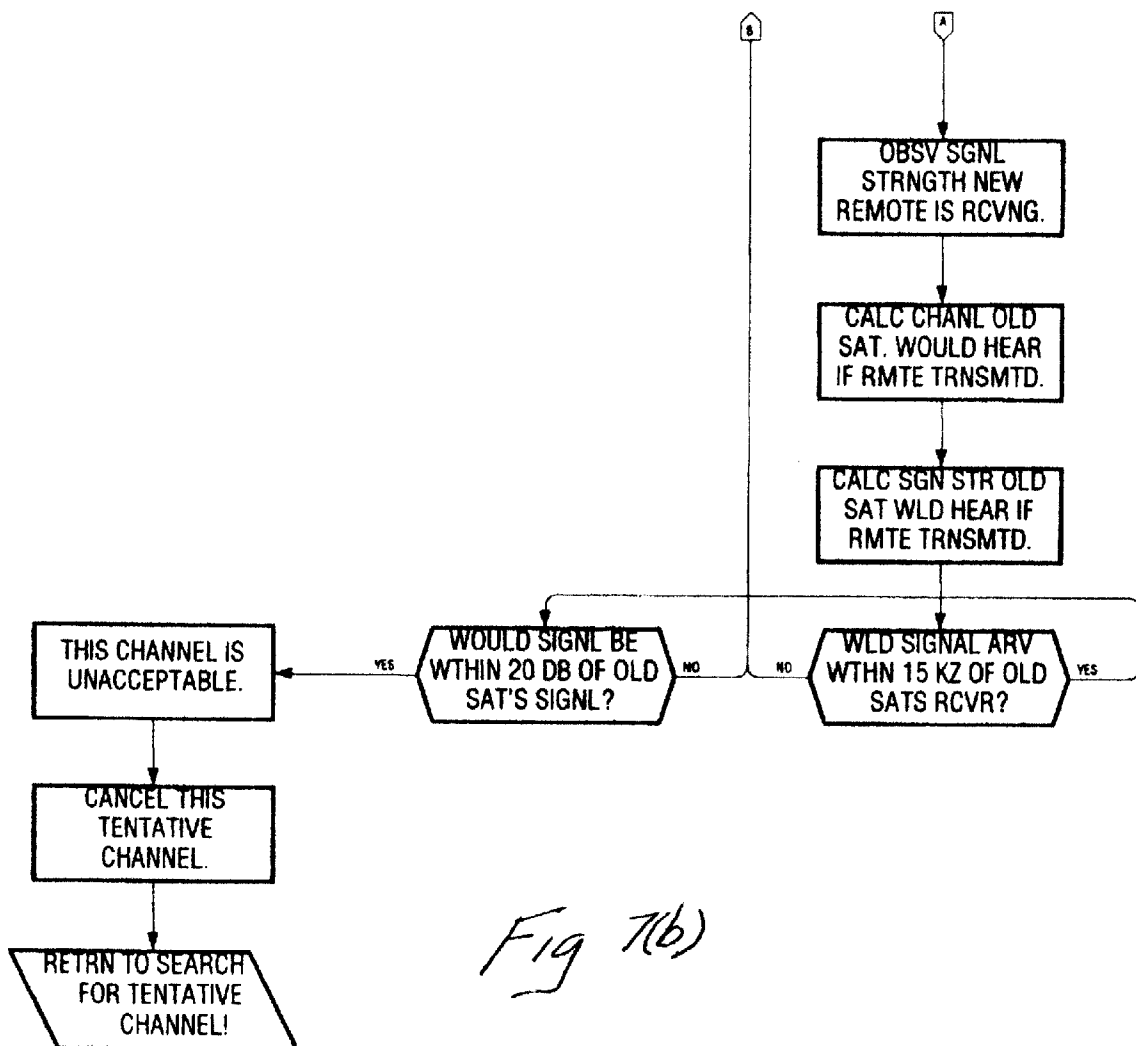 B
A
OBSV SGNL
STRNGTH NEW
REMOTE IS RCVNG.
CALC CHANL OLD
SAT. WOULD HEAR
IF RMTE TRNSMTD.
CALC SGN STR OLD
SAT WLD HEAR IF
RMTE TRNSMTD.
WLD SIGNAL ARV
WTHN 15 KZ OF OLD
SATS RCVR?
YES
NO
WOULD SIGNL BE
WTHIN 20 DB OF OLD
SAT'S SIGNL?
NO
YES
THIS CHANNEL IS
UNACCEPTABLE.
CANCEL THIS
TENTATIVE
CHANNEL.
RETRN TO SEARCH
FOR TENTATIVE
CHANNEL!
Fig 7(b)